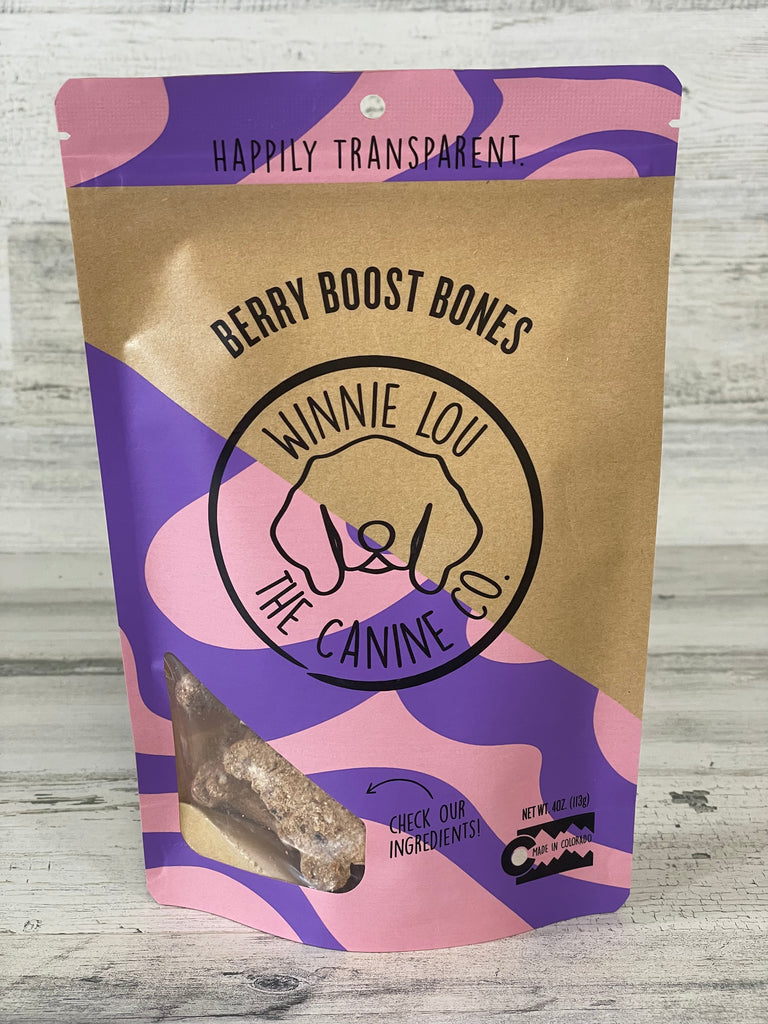 HAPPILY TRANSPARENT.
BERRY BOOST BONES
WINNIE LOU
THE CANINE CO.
CHECK OUR
INGREDIENTS!
NET WT. 4OZ. (113g)
MADE IN COLORADO